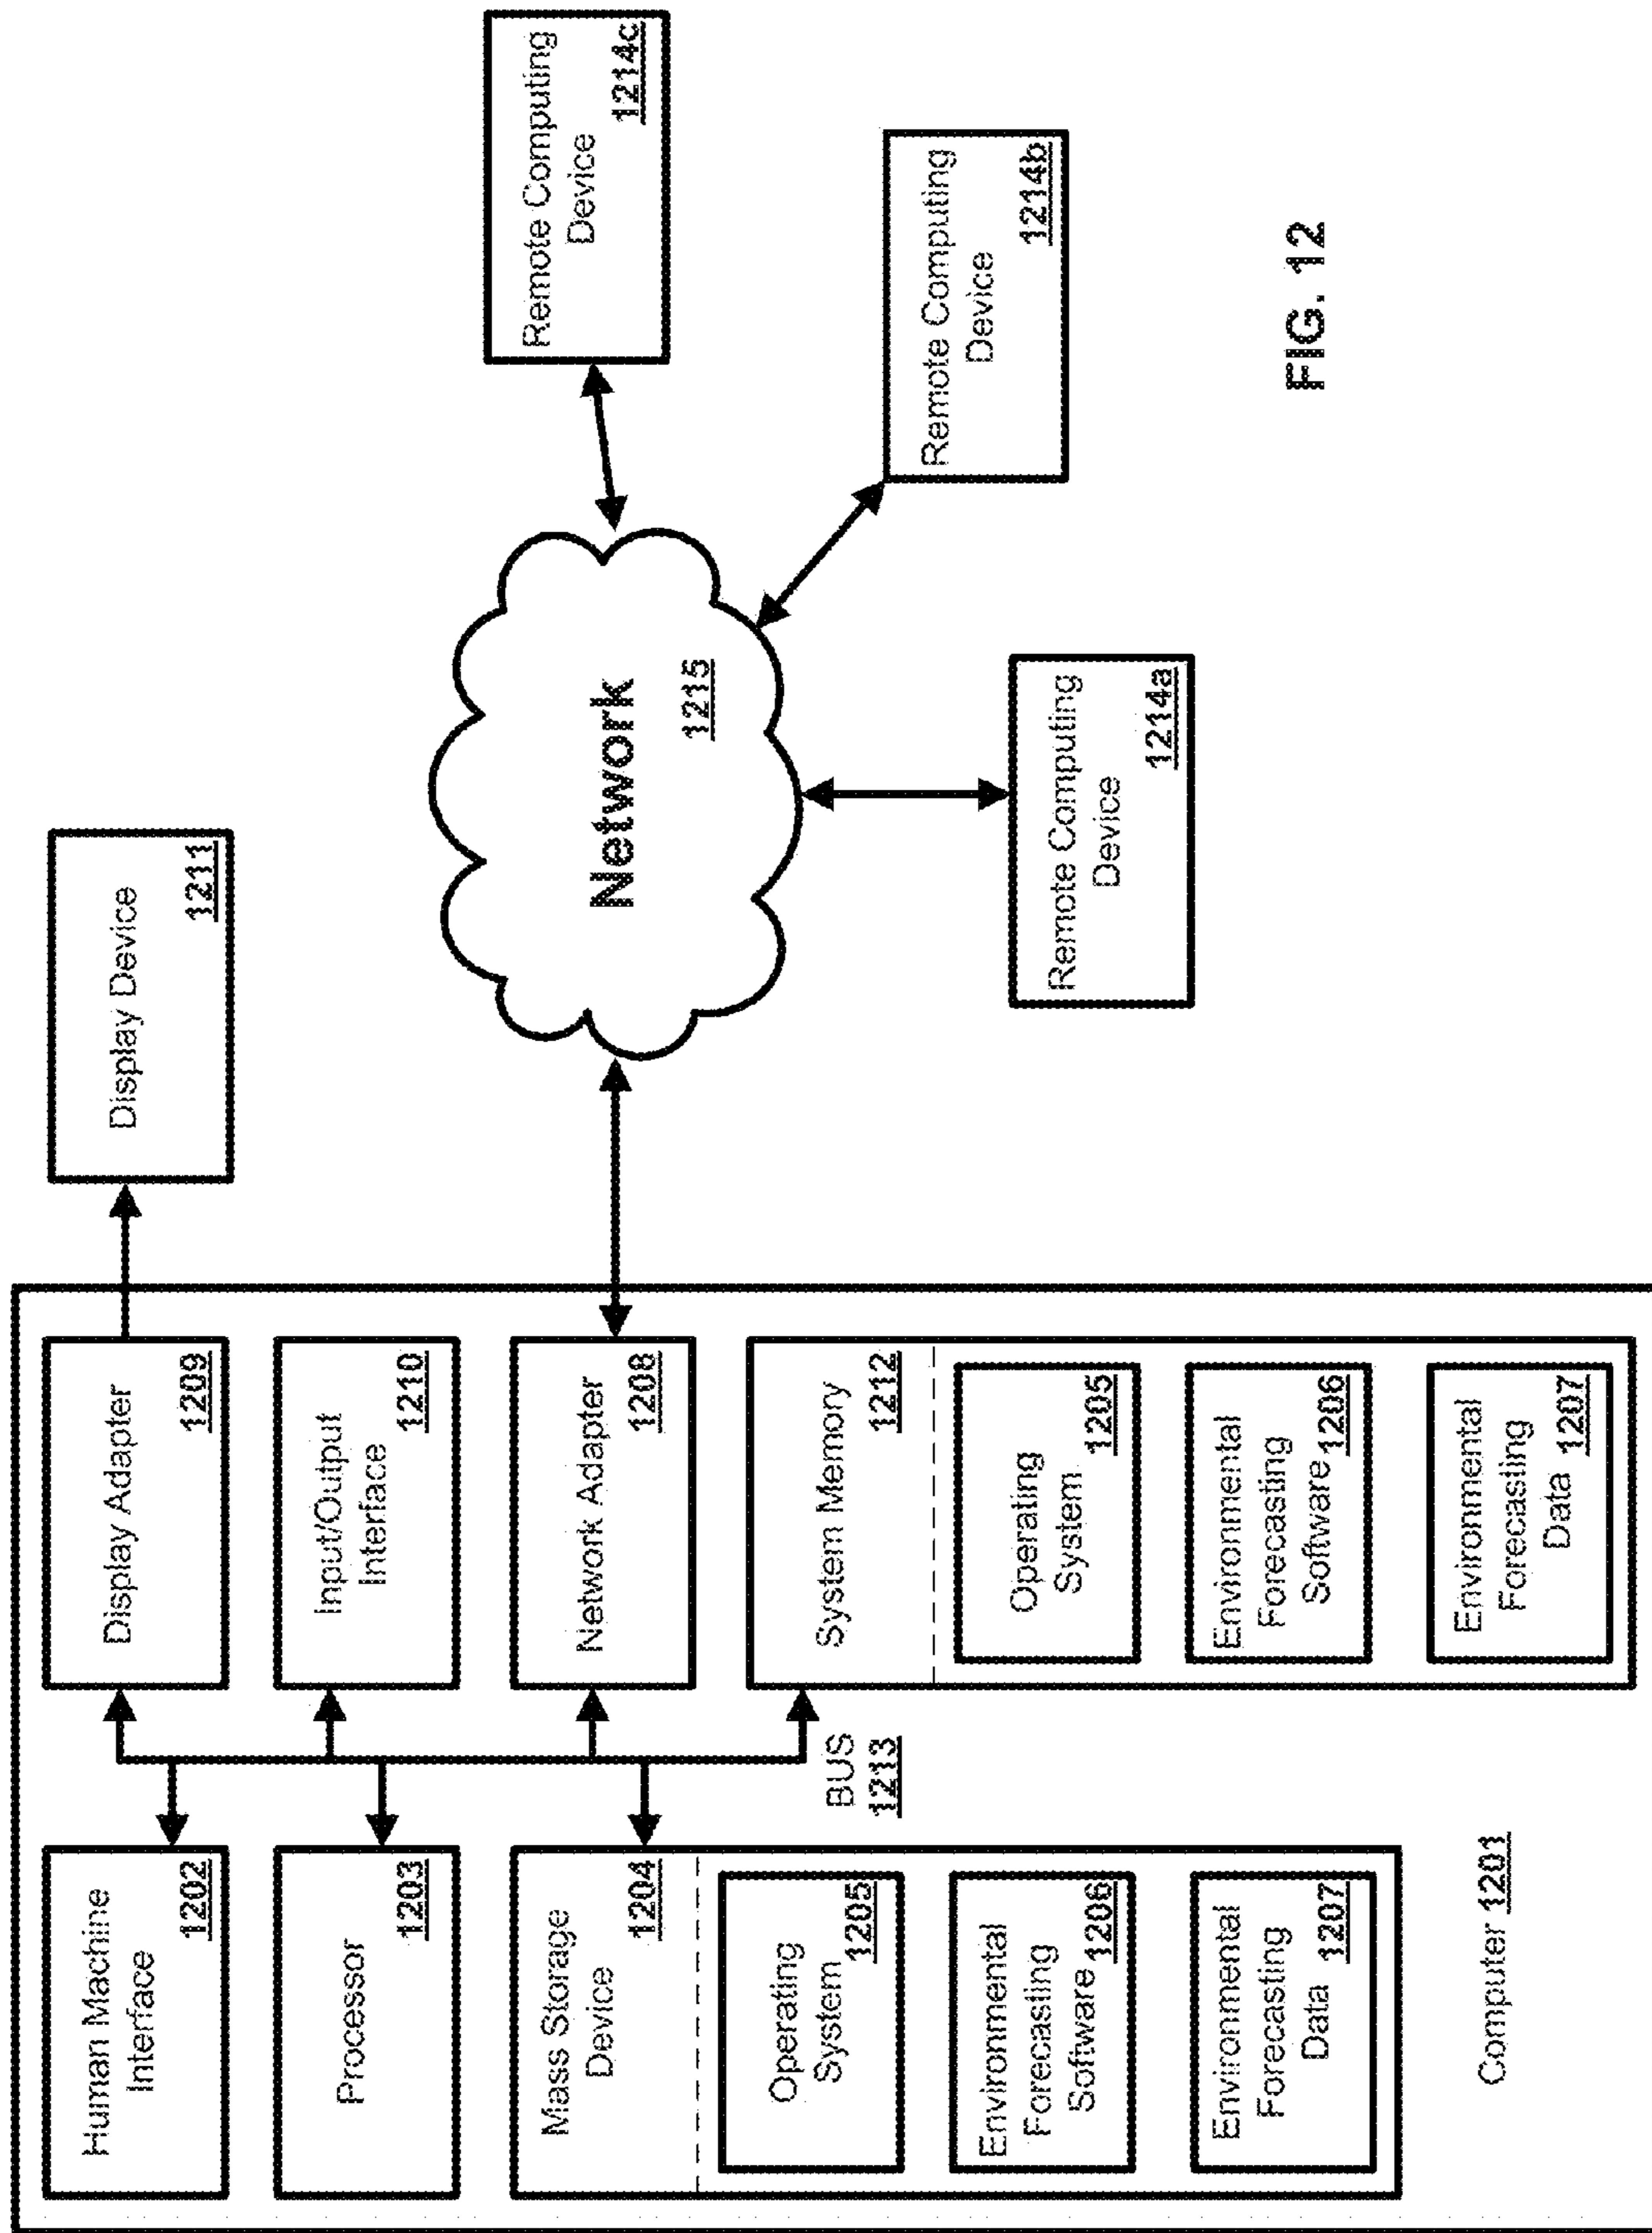 Human Machine
Interface
1202
Processor
1203
Mass Storage
Device
1204
Operating
System
1205
Environmental
Forecasting
Software 1206
Environmental
Forecasting
Data 1207
Computer 1201
BUS
1213
Display Adapter
1209
Input/Output
Interface
1210
Network Adapter
1208
System Memory
1212
Operating
System
1205
Environmental
Forecasting
Software 1206
Environmental
Forecasting
Data 1207
Display Device
1211
Network
1215
Remote Computing
Device
1214a
Remote Computing
Device
1214b
Remote Computing
Device
1214c
FIG. 12